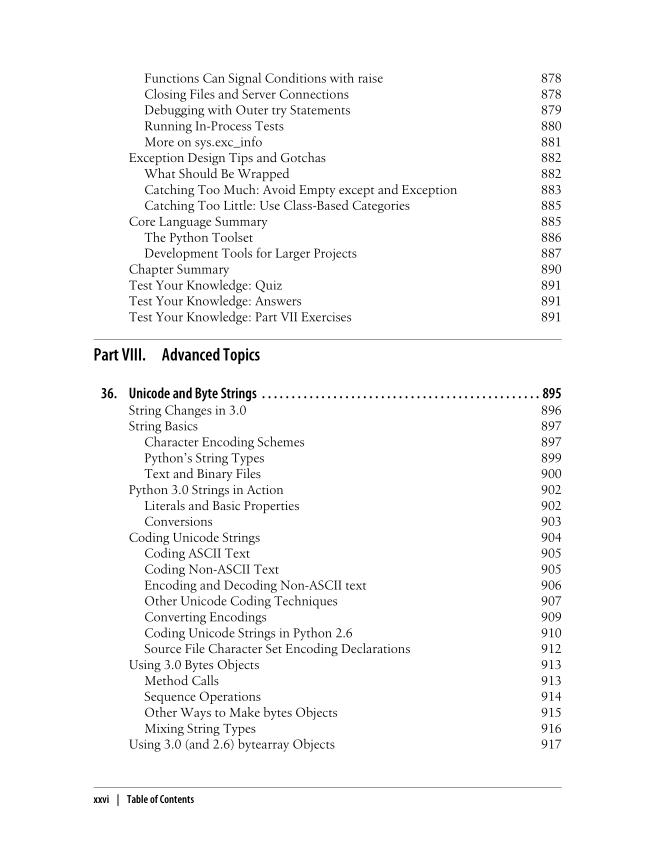 Functions Can Signal Conditions with raise 878
Closing Files and Server Connections 878
Debugging with Outer try Statements 879
Running In-Process Tests 880
More on sys.exc_info 881
Exception Design Tips and Gotchas 882
What Should Be Wrapped 882
Catching Too Much: Avoid Empty except and Exception 883
Catching Too Little: Use Class-Based Categories 885
Core Language Summary 885
The Python Toolset 886
Development Tools for Larger Projects 887
Chapter Summary 890
Test Your Knowledge: Quiz 891
Test Your Knowledge: Answers 891
Test Your Knowledge: Part VII Exercises 891
Part VIII. Advanced Topics
36. Unicode and Byte Strings . . . . . . . . . . . . . . . . . . . . . . . . . . . . . . . . . . . . . . . . . . . . . . 895
String Changes in 3.0 896
String Basics 897
Character Encoding Schemes 897
Python's String Types 899
Text and Binary Files 900
Python 3.0 Strings in Action 902
Literals and Basic Properties 902
Conversions 903
Coding Unicode Strings 904
Coding ASCII Text 905
Coding Non-ASCII Text 905
Encoding and Decoding Non-ASCII text 906
Other Unicode Coding Techniques 907
Converting Encodings 909
Coding Unicode Strings in Python 2.6 910
Source File Character Set Encoding Declarations 912
Using 3.0 Bytes Objects 913
Method Calls 913
Sequence Operations 914
Other Ways to Make bytes Objects 915
Mixing String Types 916
Using 3.0 (and 2.6) bytearray Objects 917
xxvi | Table of Contents